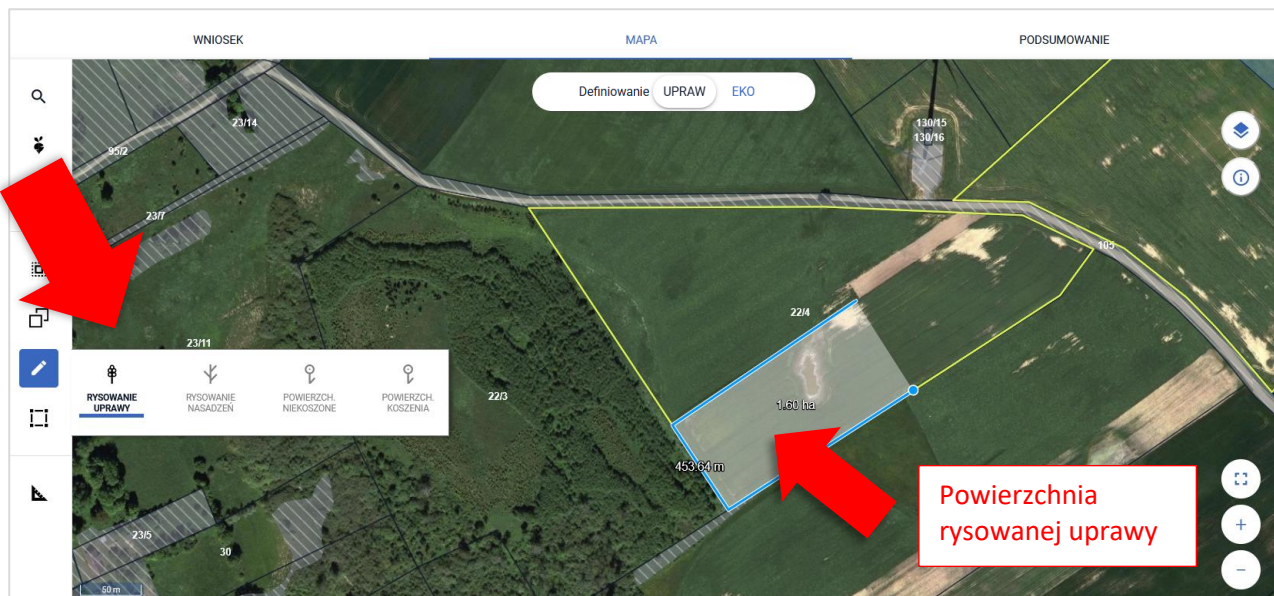 WNIOSEK
MAPA
PODSUMOWANIE
Definiowanie UPRAW EKO
23/14
130/15
130/16
95/2
23/7
105
22/4
23/11
RYSOWANIE
UPRAWY
RYSOWANIE
NASADZEŃ
POWIERZCH.
NIEKOSZONE
POWIERZCH.
KOSZENIA
22/3
1.60 ha
453.64 m
Powierzchnia
rysowanej uprawy
23/5
30
50 m